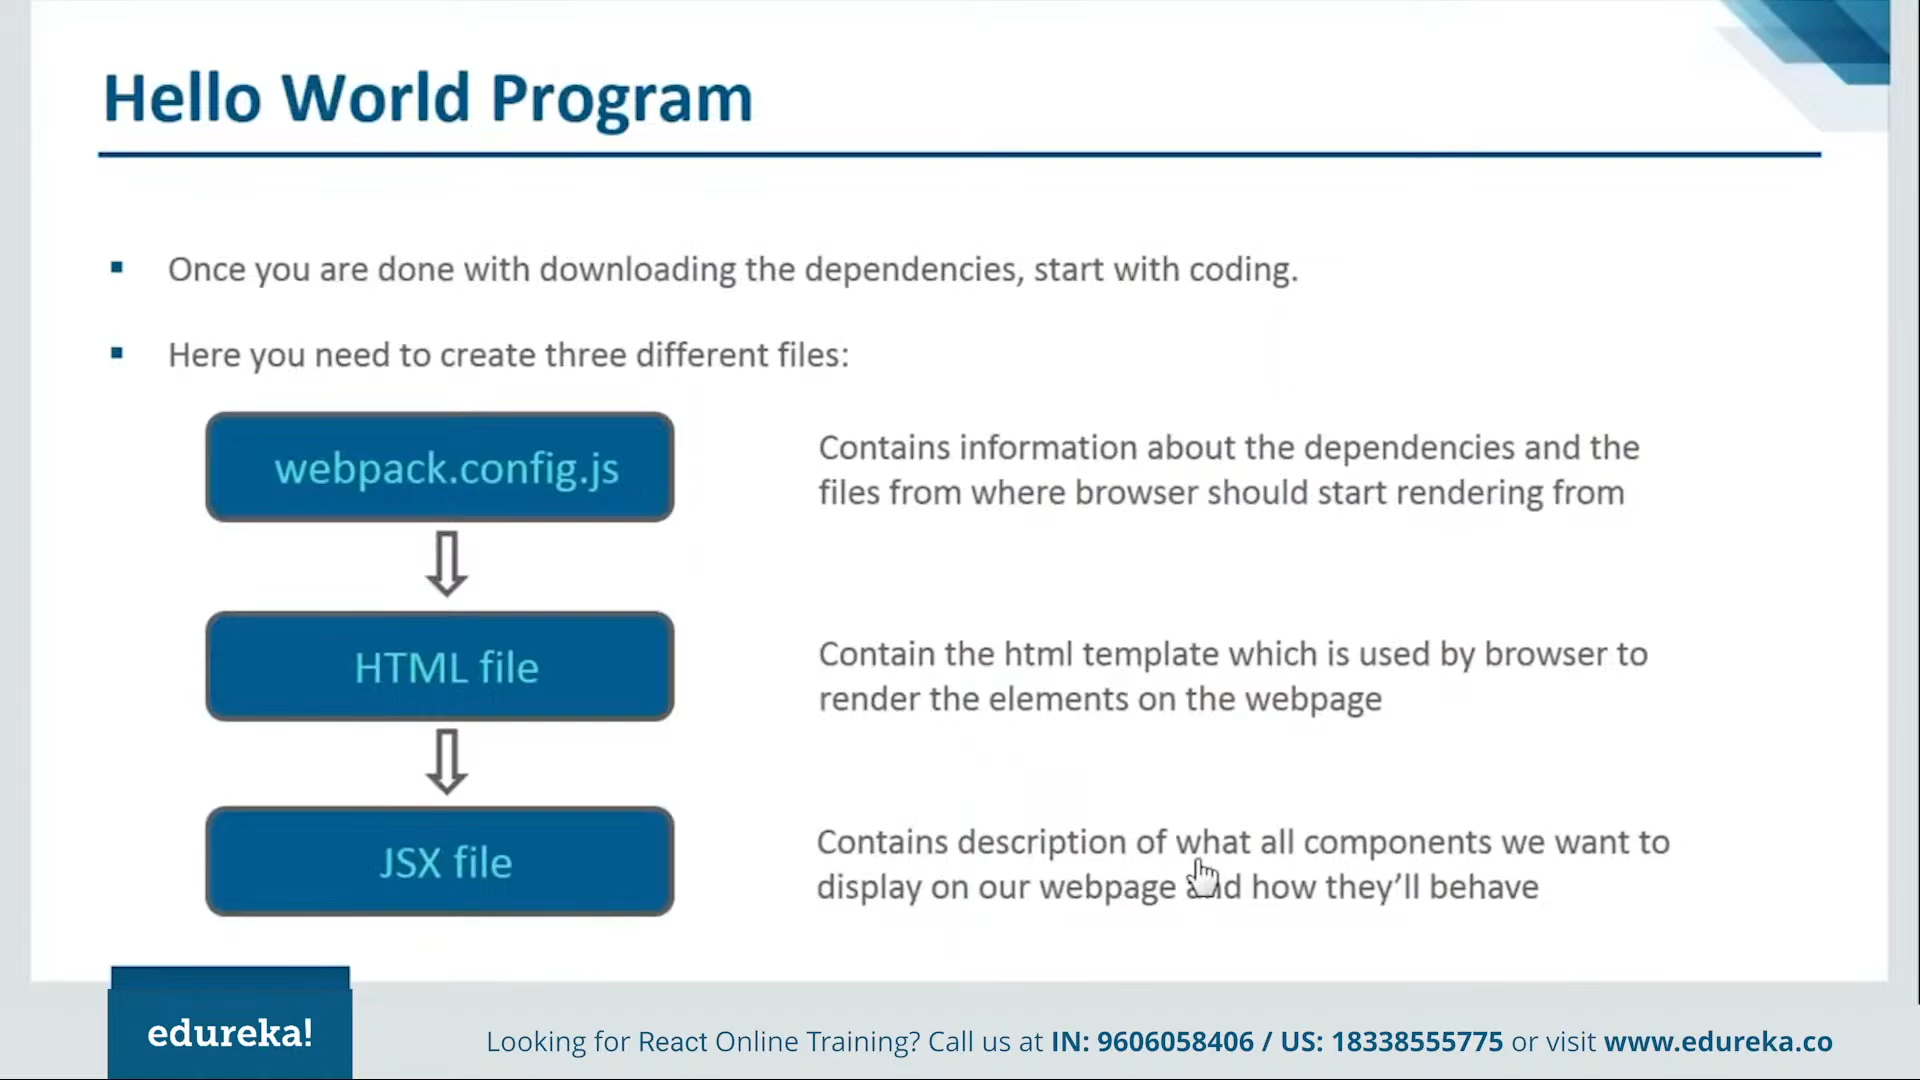 Hello World Program
Once you are done with downloading the dependencies, start with coding.
Here you need to create three different files:
webpack.config.js
Contains information about the dependencies and the
files from where browser should start rendering from
HTML file
Contain the html template which is used by browser to
render the elements on the webpage
JSX file
Contains description of what all components we want to
display on our webpage and how they'll behave
edureka!
Looking for React Online Training? Call us at IN: 9606058406 / US: 18338555775 or visit www.edureka.co